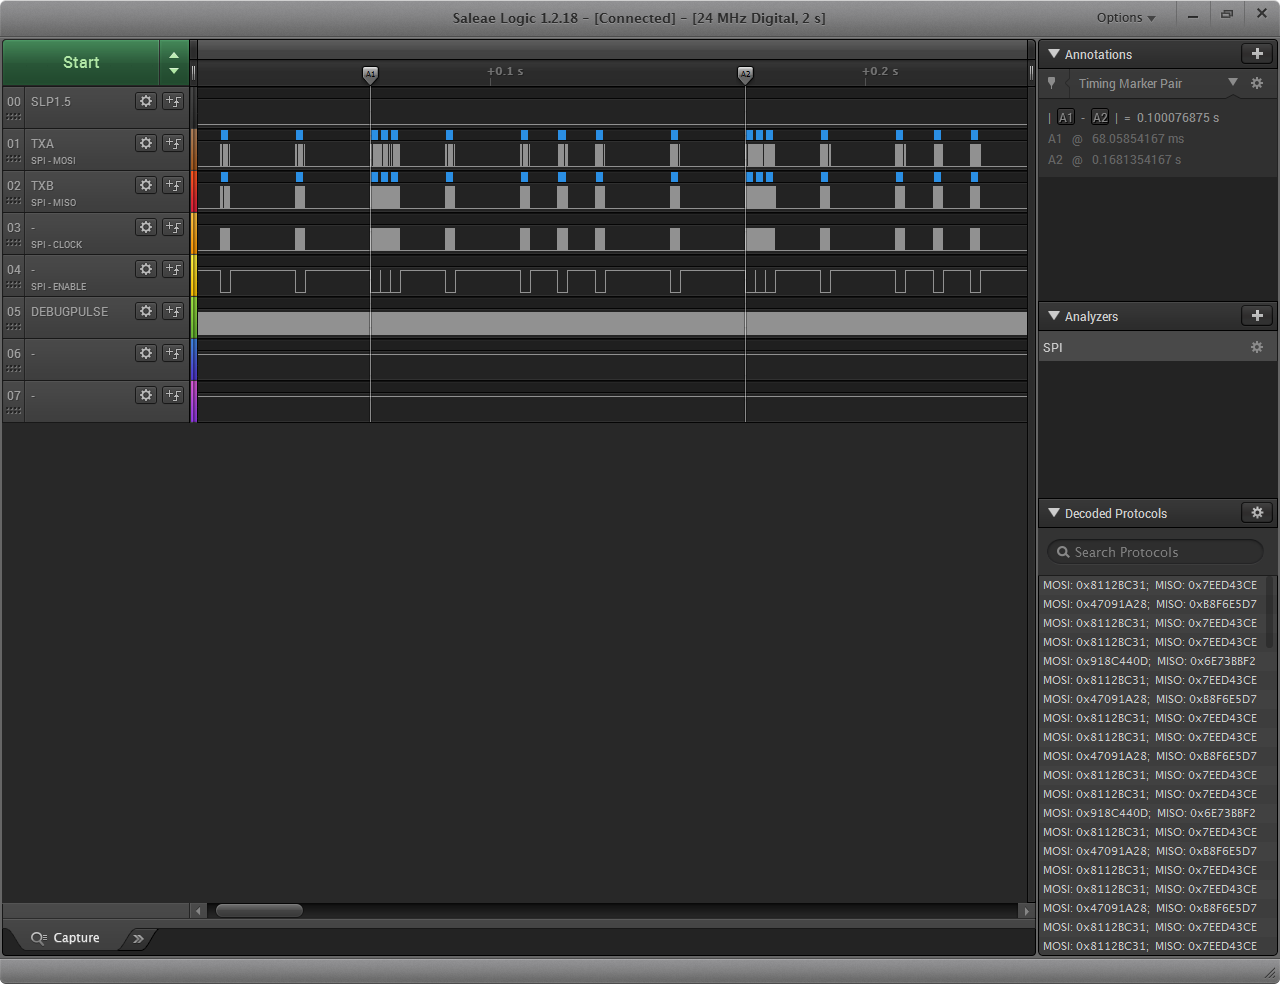 Saleae Logic 1.2.18 - [Connected] - [24 MHz Digital, 2 s]
Options
Start
A1
+0.1 s
A2
+0.2 s
00 SLP1.5
01 TXA
SPI - MOSI
02 TXB
SPI - MISO
03 -
SPI - CLOCK
04 -
SPI - ENABLE
05 DEBUGPULSE
06 -
07 -
Capture
Annotations
Timing Marker Pair
| A1 - A2 | = 0.100076875 s
A1 @ 68.05854167 ms
A2 @ 0.1681354167 s
Analyzers
SPI
Decoded Protocols
Search Protocols
MOSI: 0x8112BC31; MISO: 0x7EED43CE
MOSI: 0x47091A28; MISO: 0xB8F6E5D7
MOSI: 0x8112BC31; MISO: 0x7EED43CE
MOSI: 0x8112BC31; MISO: 0x7EED43CE
MOSI: 0x918C440D; MISO: 0x6E73BBF2
MOSI: 0x8112BC31; MISO: 0x7EED43CE
MOSI: 0x47091A28; MISO: 0xB8F6E5D7
MOSI: 0x8112BC31; MISO: 0x7EED43CE
MOSI: 0x8112BC31; MISO: 0x7EED43CE
MOSI: 0x47091A28; MISO: 0xB8F6E5D7
MOSI: 0x8112BC31; MISO: 0x7EED43CE
MOSI: 0x8112BC31; MISO: 0x7EED43CE
MOSI: 0x918C440D; MISO: 0x6E73BBF2
MOSI: 0x8112BC31; MISO: 0x7EED43CE
MOSI: 0x47091A28; MISO: 0xB8F6E5D7
MOSI: 0x8112BC31; MISO: 0x7EED43CE
MOSI: 0x8112BC31; MISO: 0x7EED43CE
MOSI: 0x47091A28; MISO: 0xB8F6E5D7
MOSI: 0x8112BC31; MISO: 0x7EED43CE
MOSI: 0x8112BC31; MISO: 0x7EED43CE